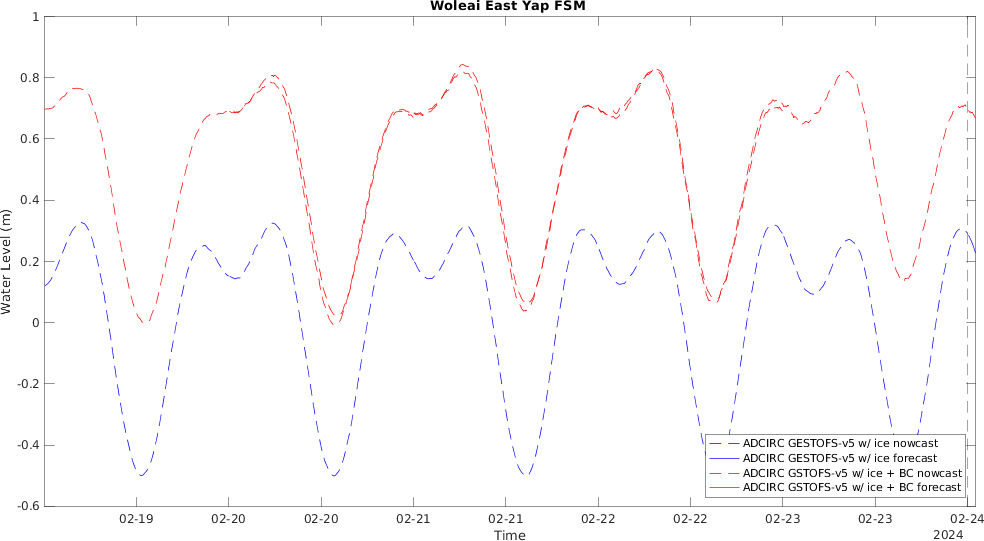 Woleai East Yap FSM
1
0.8
0.6
0.4
0.2
0
-0.2
-0.4
-0.6
Water Level (m)
ADCIRC GESTOFS-v5 w/ ice nowcast
ADCIRC GESTOFS-v5 w/ ice forecast
ADCIRC GSTOFS-v5 w/ ice + BC nowcast
ADCIRC GSTOFS-v5 w/ ice + BC forecast
02-19 02-20 02-20 02-21 02-21 02-22 02-22 02-23 02-23 02-24
Time
2024